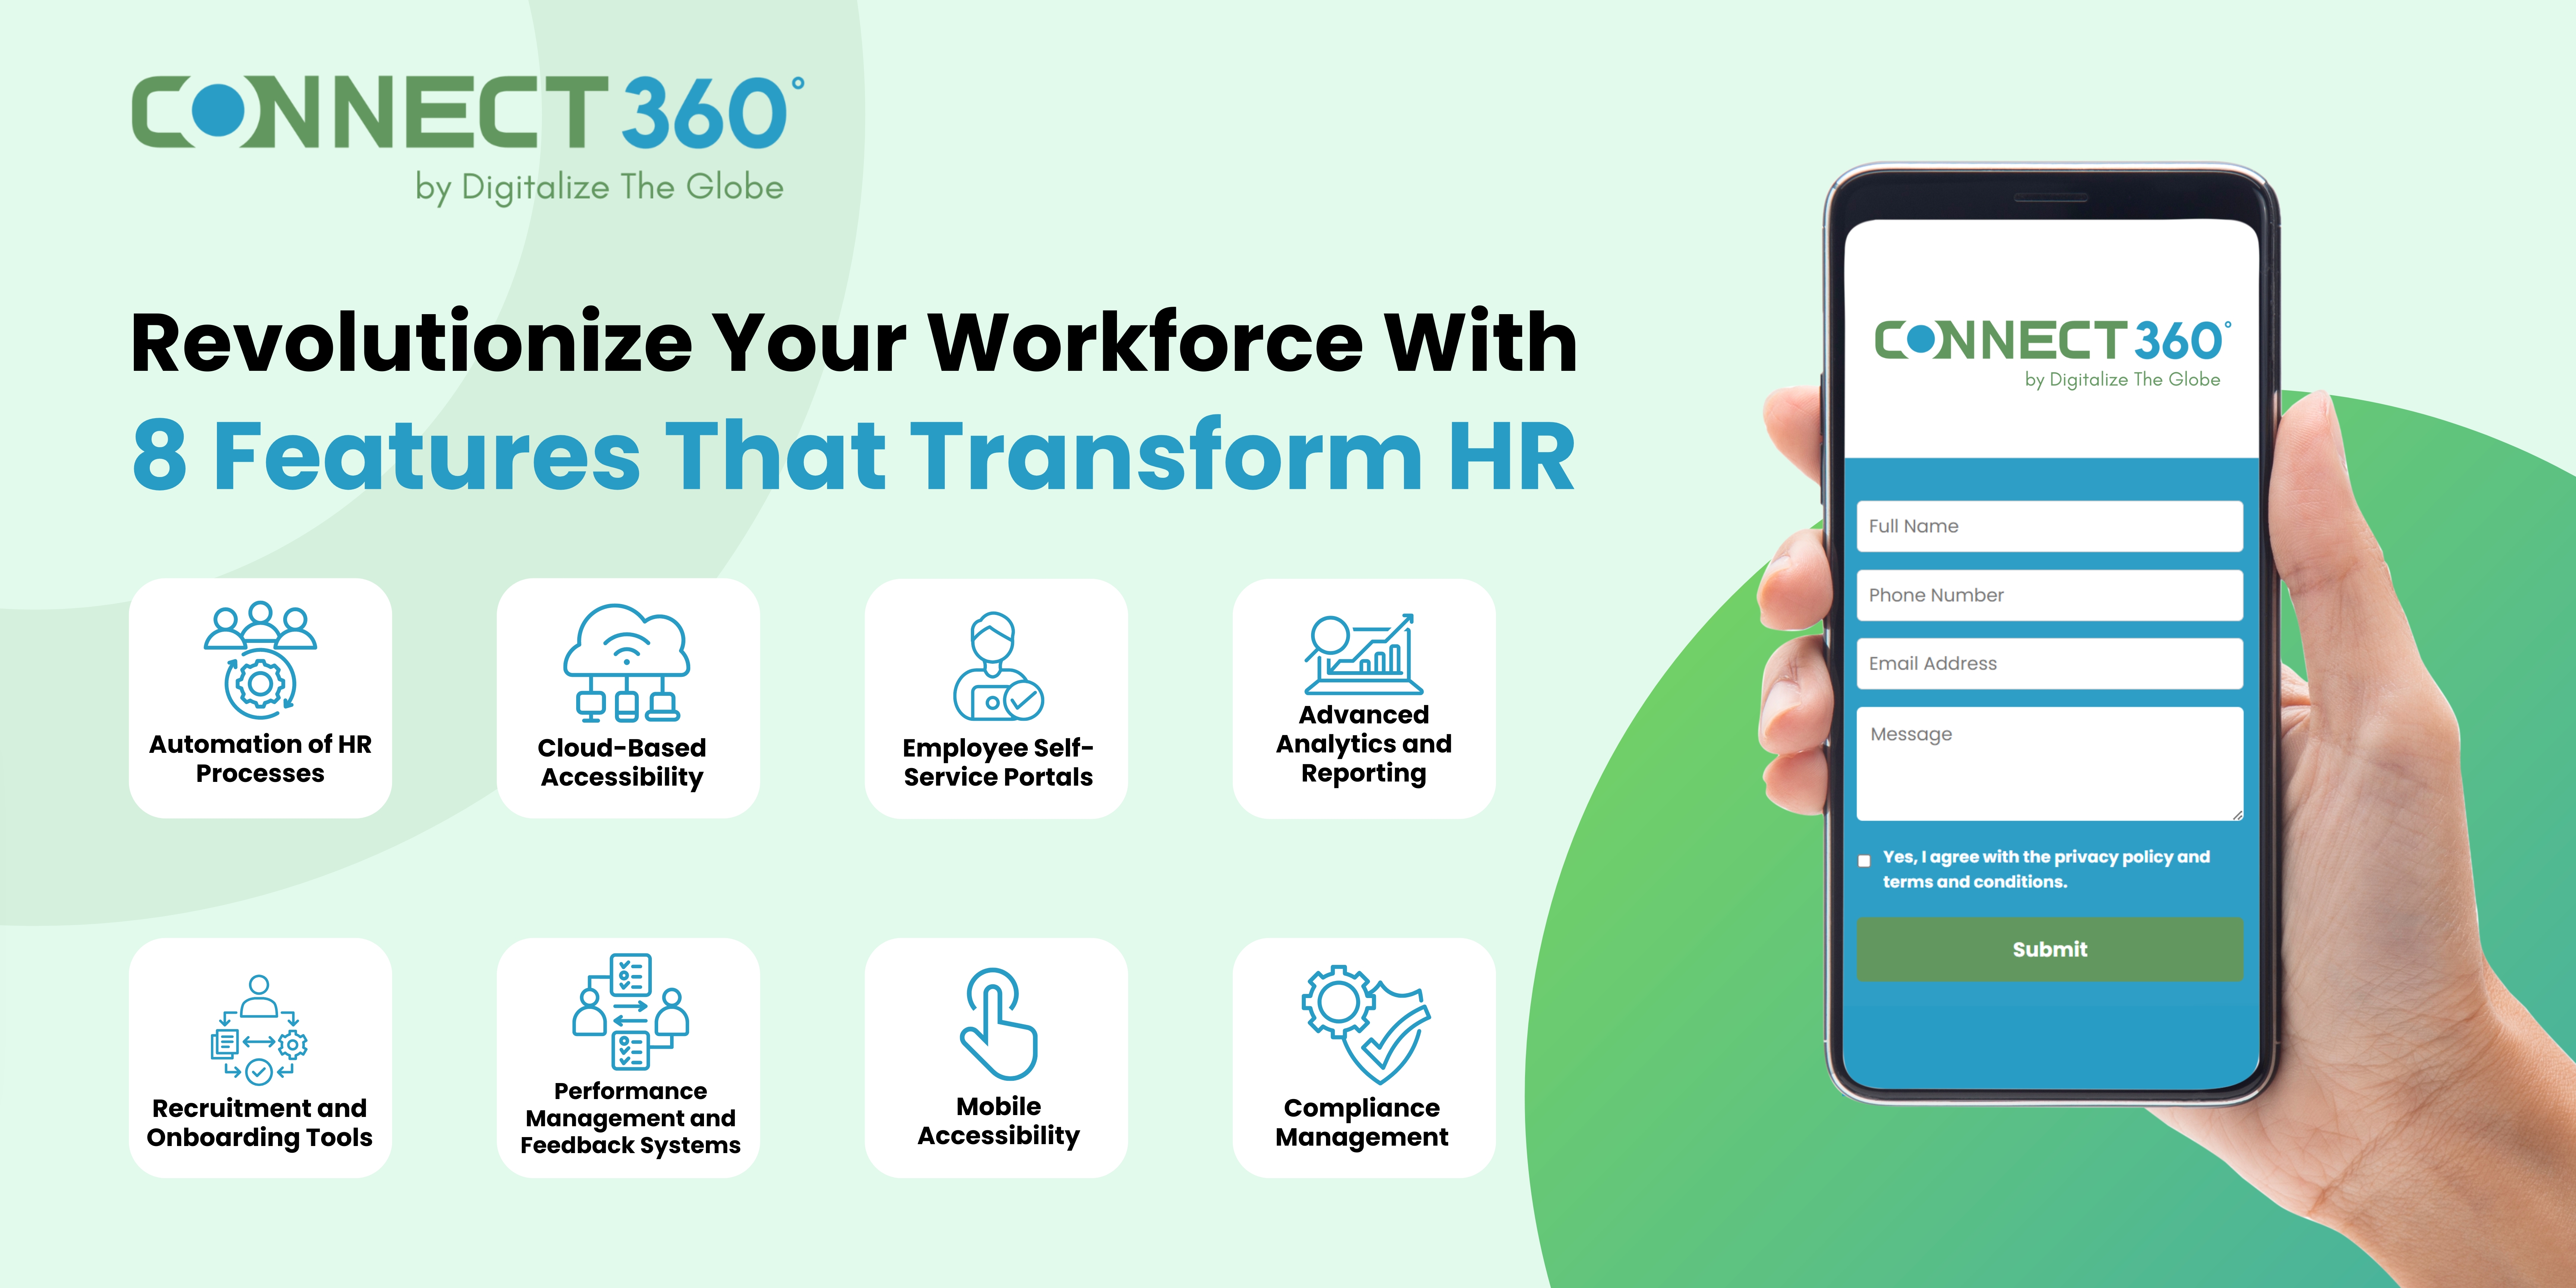 CONNECT 360°
by Digitalize The Globe
Revolutionize Your Workforce With
8 Features That Transform HR
Automation of HR
Processes
Cloud-Based
Accessibility
Employee Self-
Service Portals
Advanced
Analytics and
Reporting
Recruitment and
Onboarding Tools
Performance
Management and
Feedback Systems
Mobile
Accessibility
Compliance
Management
CONNECT 360°
by Digitalize The Globe
Full Name
Phone Number
Email Address
Message
Yes, I agree with the privacy policy and
terms and conditions.
Submit